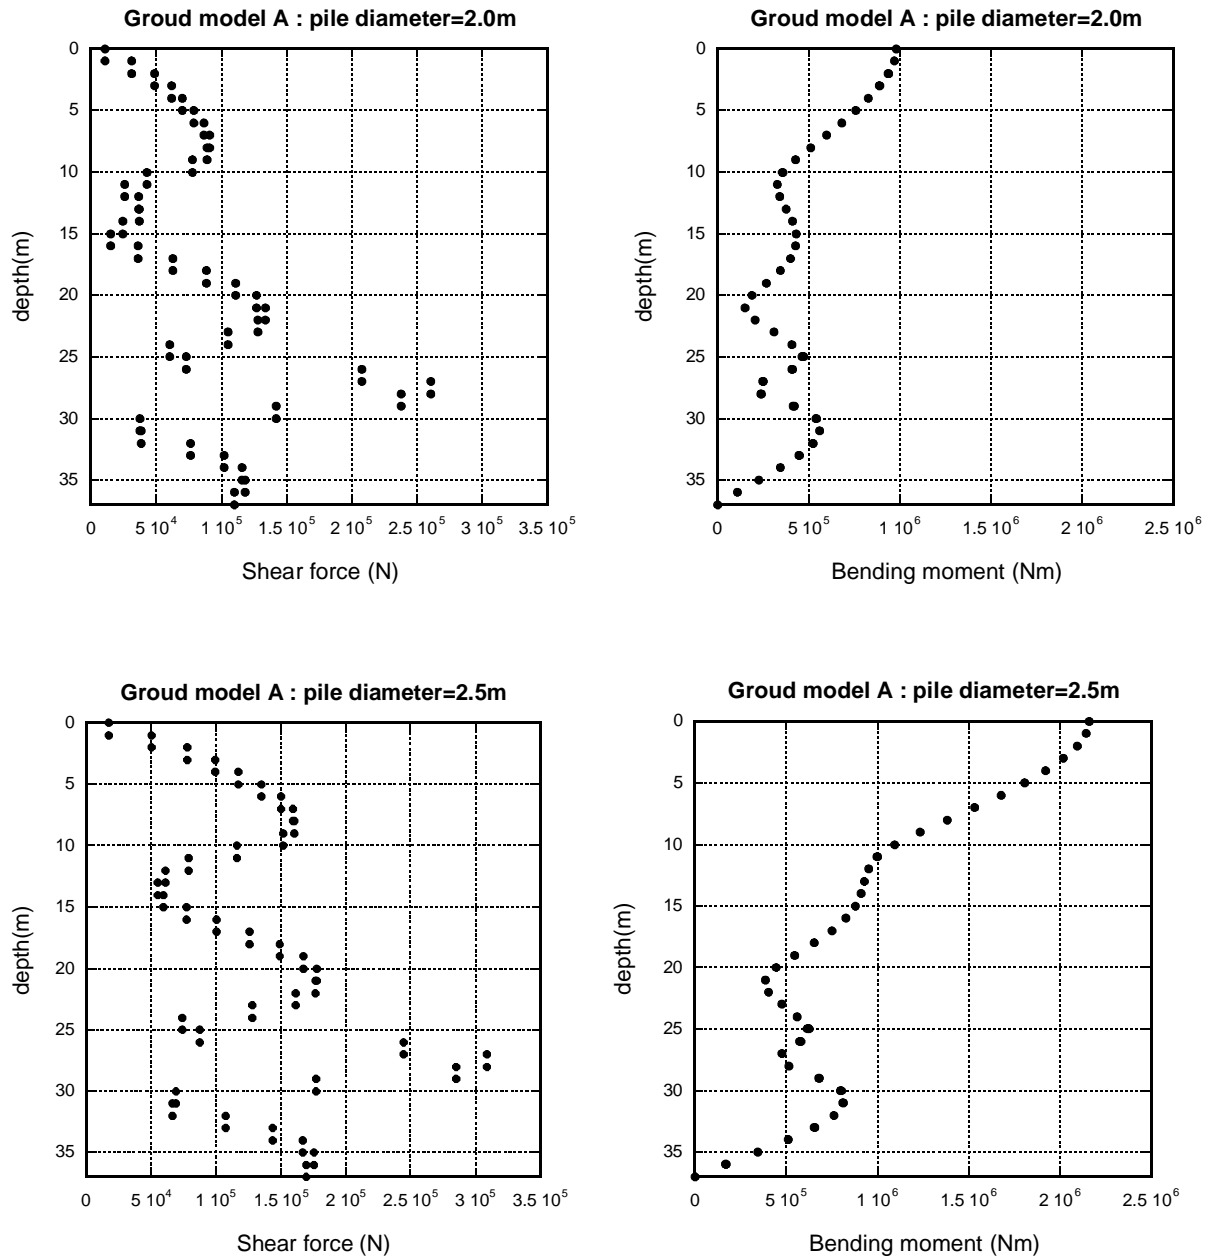 Groud model A : pile diameter=2.0m
0
5
10
15
20
25
30
35
depth(m)
0 5 10⁴ 1 10⁵ 1.5 10⁵ 2 10⁵ 2.5 10⁵ 3 10⁵ 3.5 10⁵
Shear force (N)
Groud model A : pile diameter=2.0m
0
5
10
15
20
25
30
35
depth(m)
0 5 10⁵ 1 10⁶ 1.5 10⁶ 2 10⁶ 2.5 10⁶
Bending moment (Nm)
Groud model A : pile diameter=2.5m
0
5
10
15
20
25
30
35
depth(m)
0 5 10⁴ 1 10⁵ 1.5 10⁵ 2 10⁵ 2.5 10⁵ 3 10⁵ 3.5 10⁵
Shear force (N)
Groud model A : pile diameter=2.5m
0
5
10
15
20
25
30
35
depth(m)
0 5 10⁵ 1 10⁶ 1.5 10⁶ 2 10⁶ 2.5 10⁶
Bending moment (Nm)